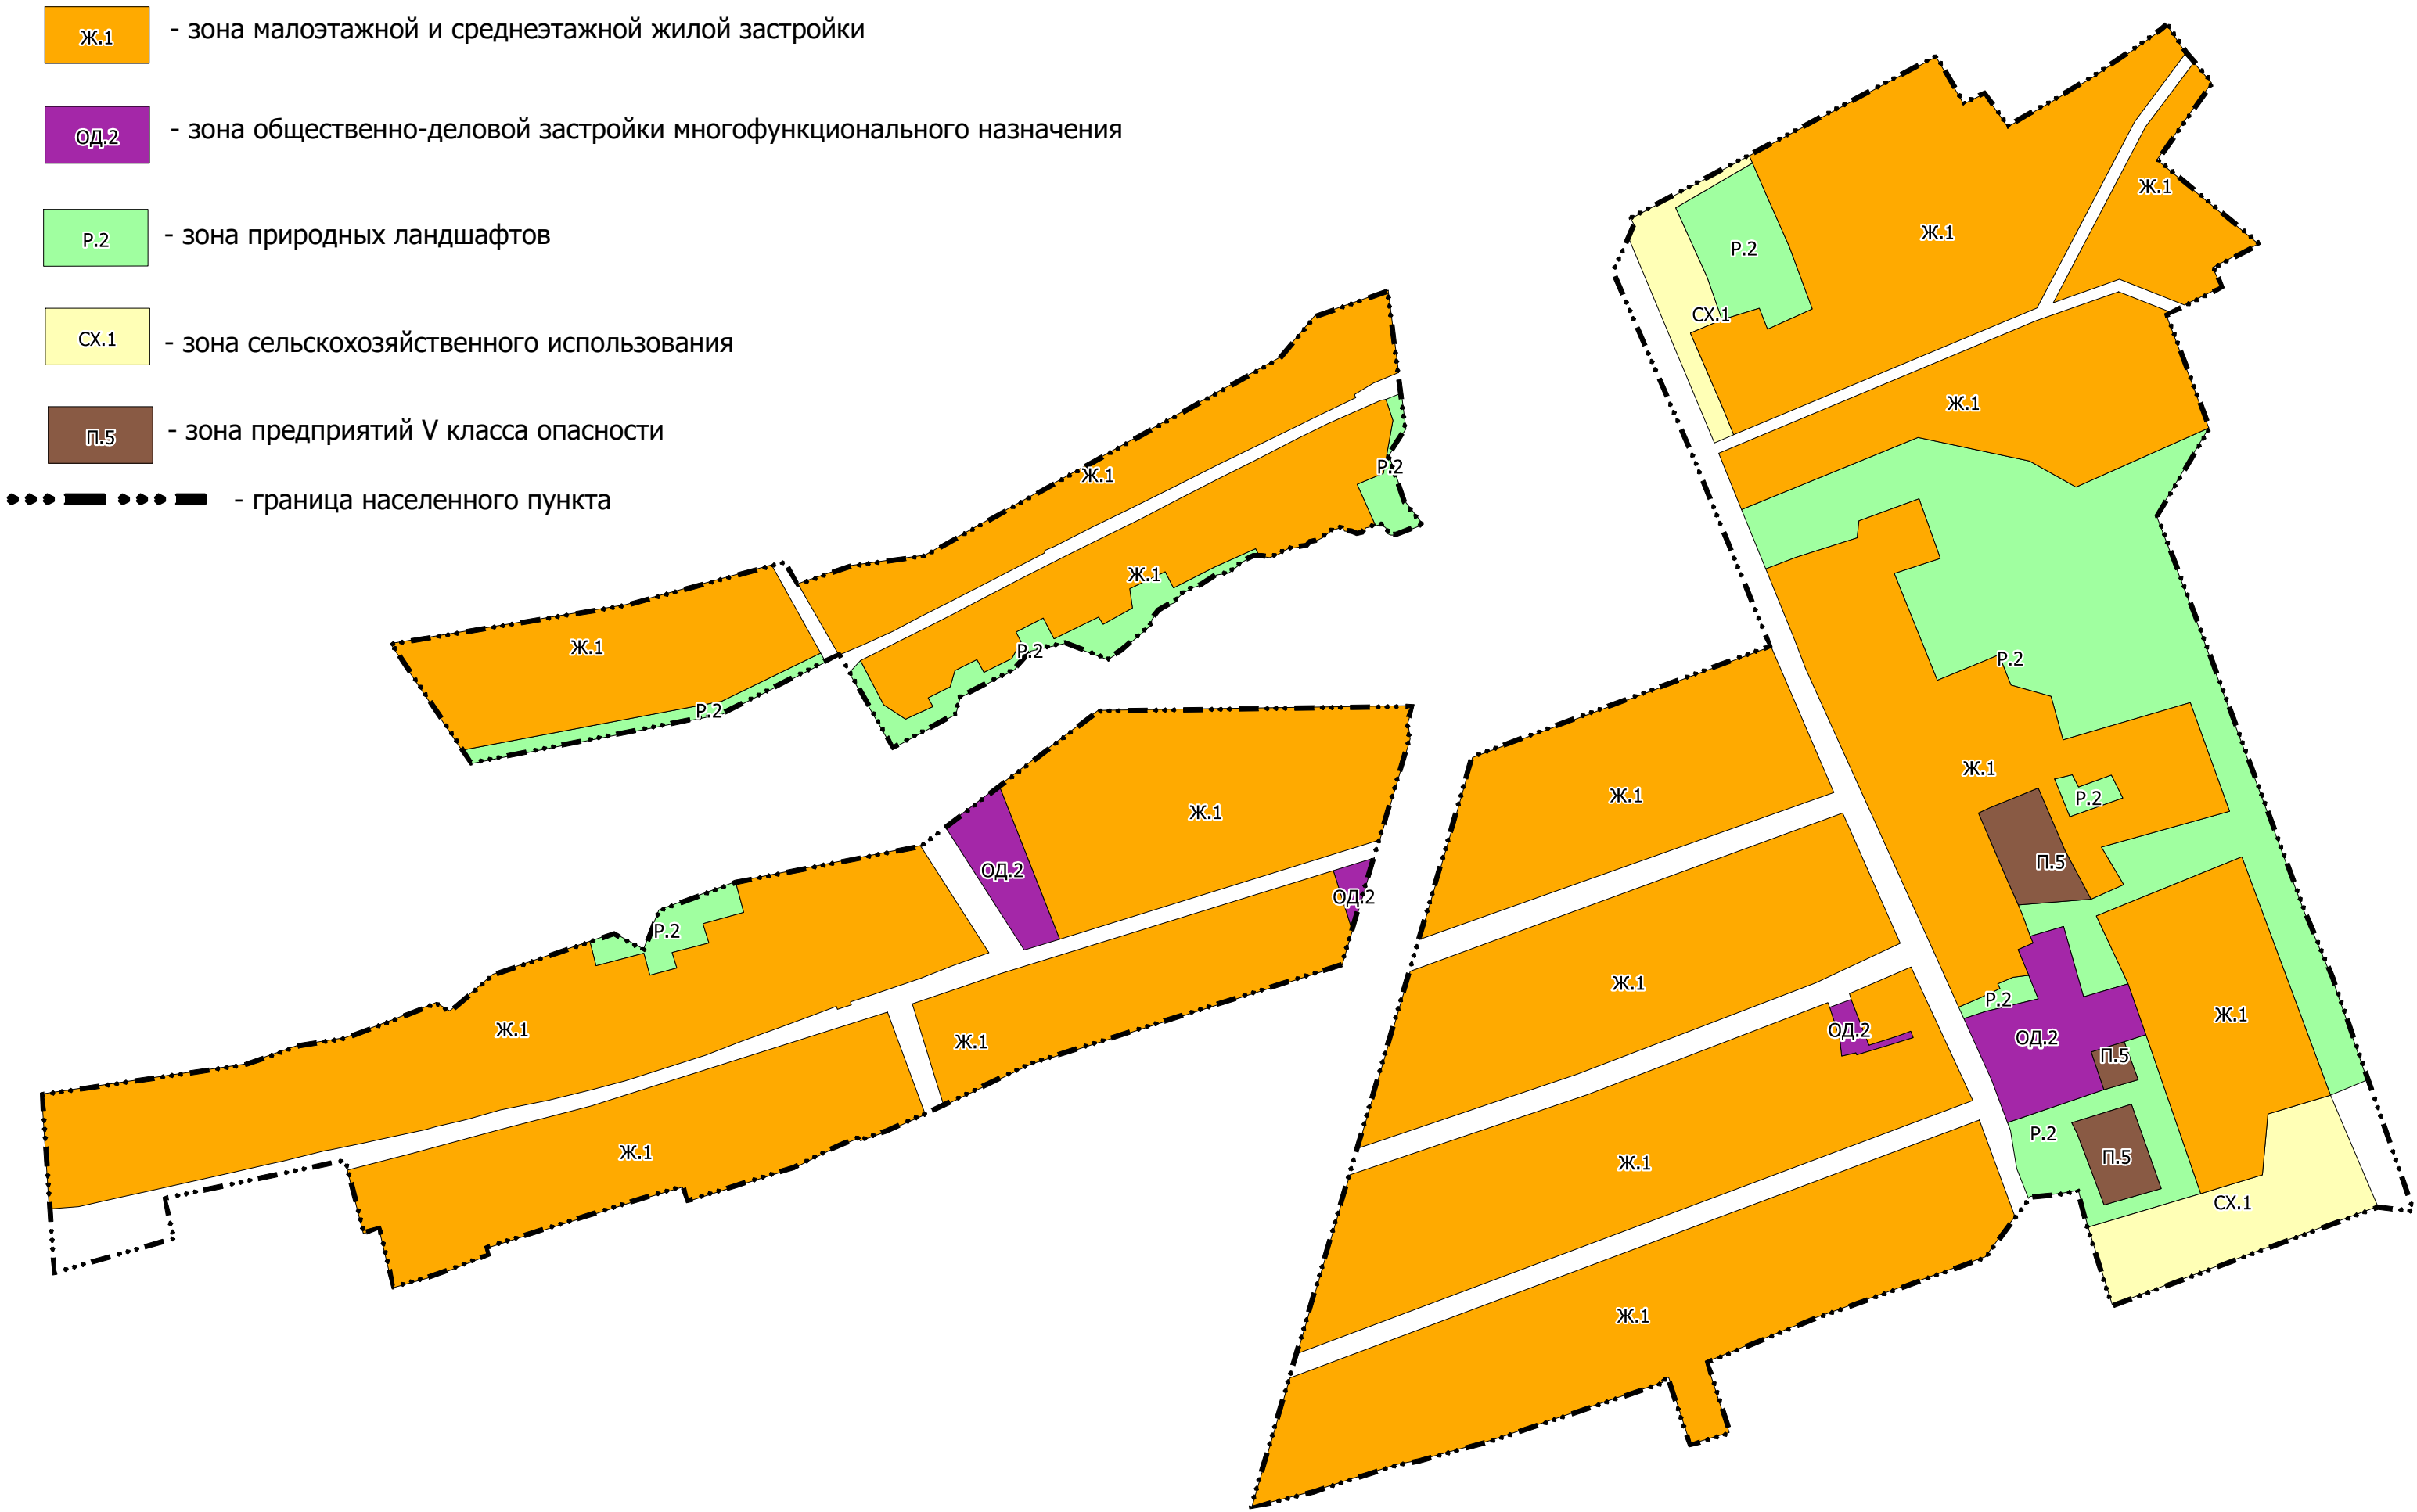 Ж.1 - зона малоэтажной и среднеэтажной жилой застройки
ОД.2 - зона общественно-деловой застройки многофункционального назначения
Р.2 - зона природных ландшафтов
СХ.1 - зона сельскохозяйственного использования
П.5 - зона предприятий V класса опасности
- граница населенного пункта
Ж.1
Ж.1
Р.2
СХ.1
Ж.1
Р.2
Ж.1
Ж.1
Ж.1
Р.2
Р.2
Р.2
Ж.1
Р.2
Ж.1
Ж.1
П.5
ОД.2
ОД.2
Р.2
Ж.1
Р.2
Ж.1
Ж.1
ОД.2
ОД.2
Ж.1
П.5
Ж.1
Р.2
Ж.1
П.5
Ж.1
СХ.1
Ж.1